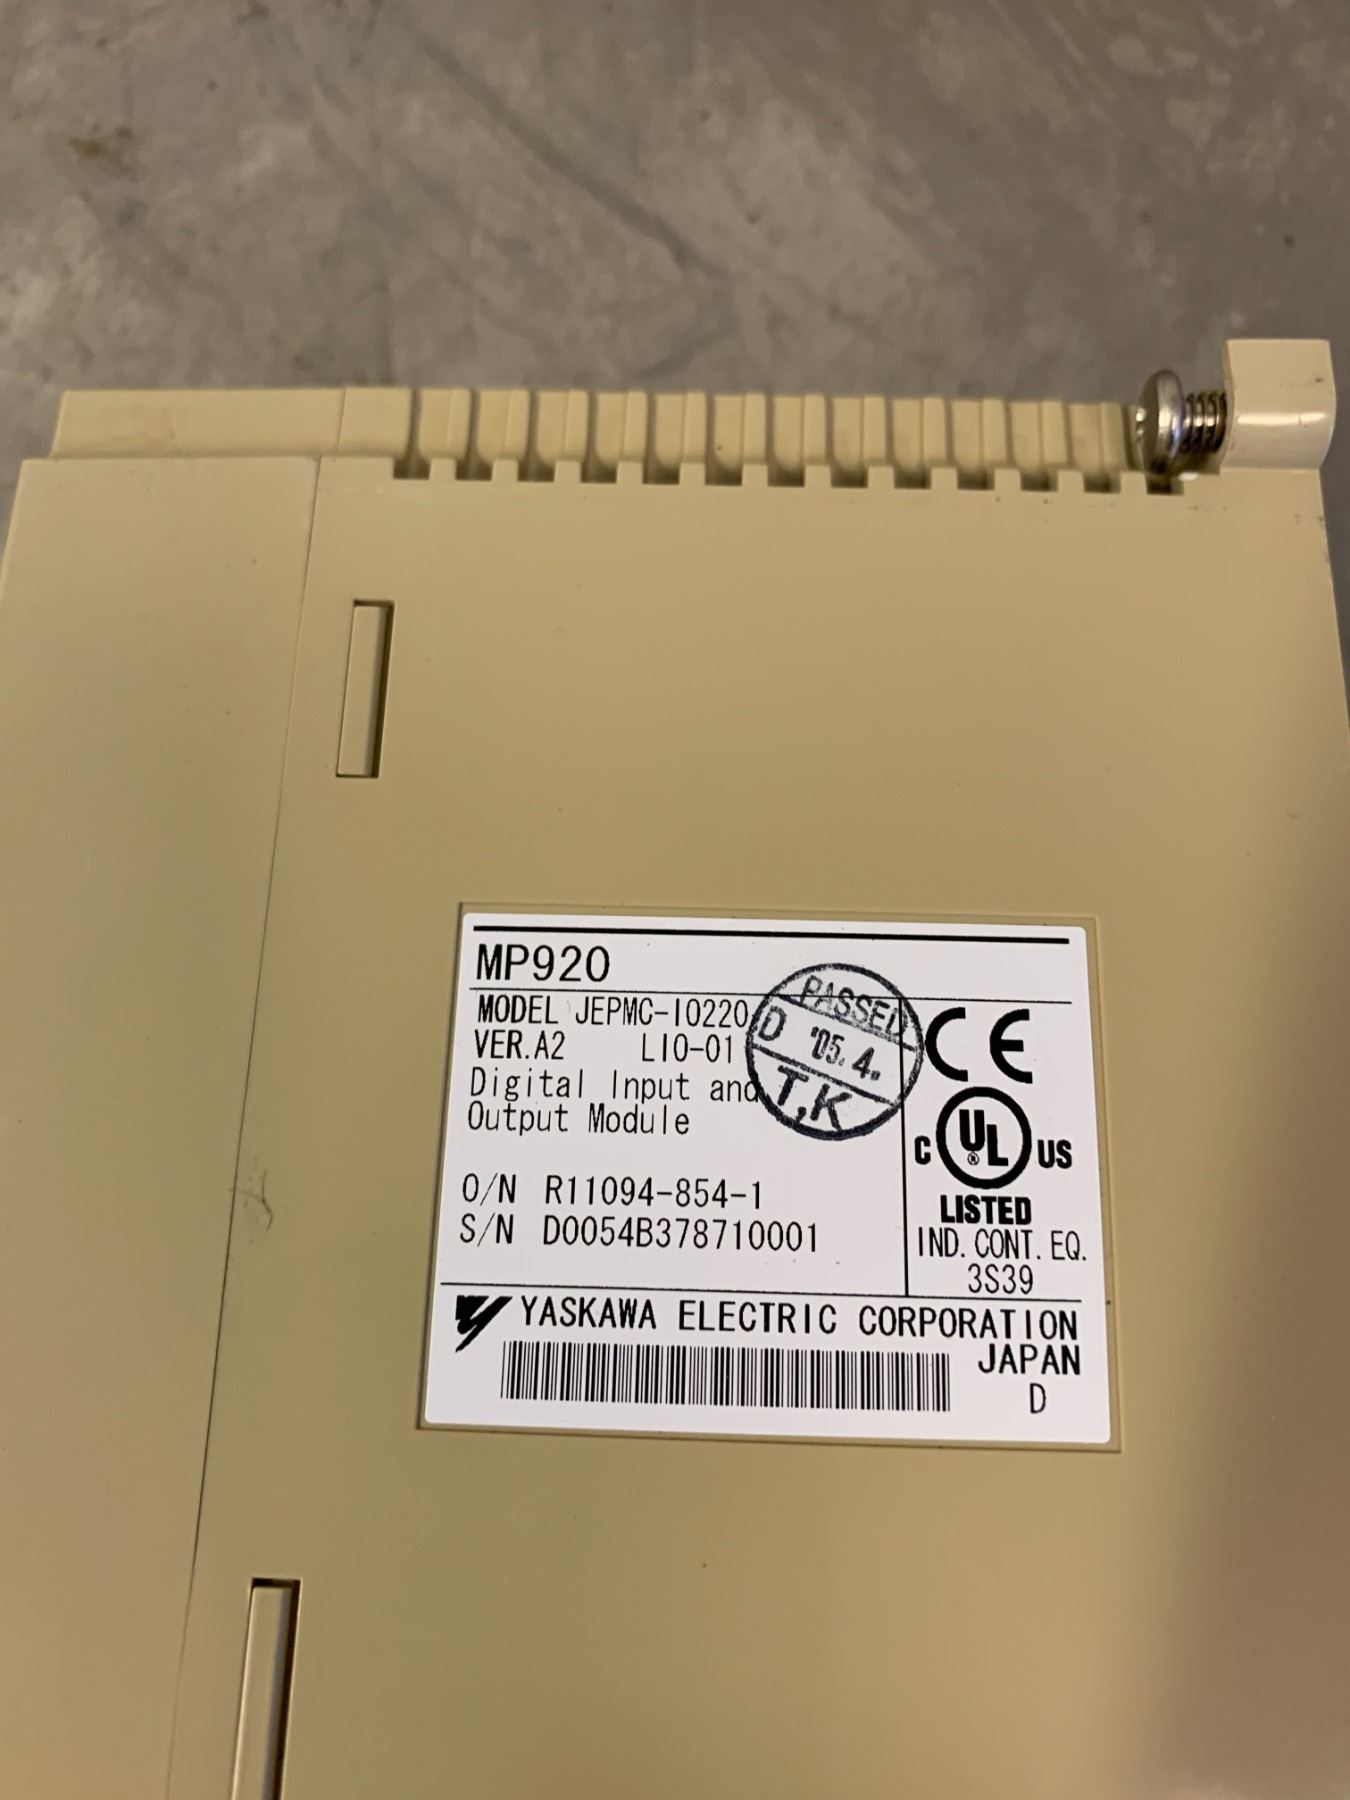 MP920
MODEL JEPMC-IO220
VER.A2 LIO-01
Digital Input and
Output Module
O/N R11094-854-1
S/N D0054B378710001
PASSED
D '05.4.
T,K
CE
C UL® US
LISTED
IND. CONT. EQ.
3S39
YASKAWA ELECTRIC CORPORATION
JAPAN
D